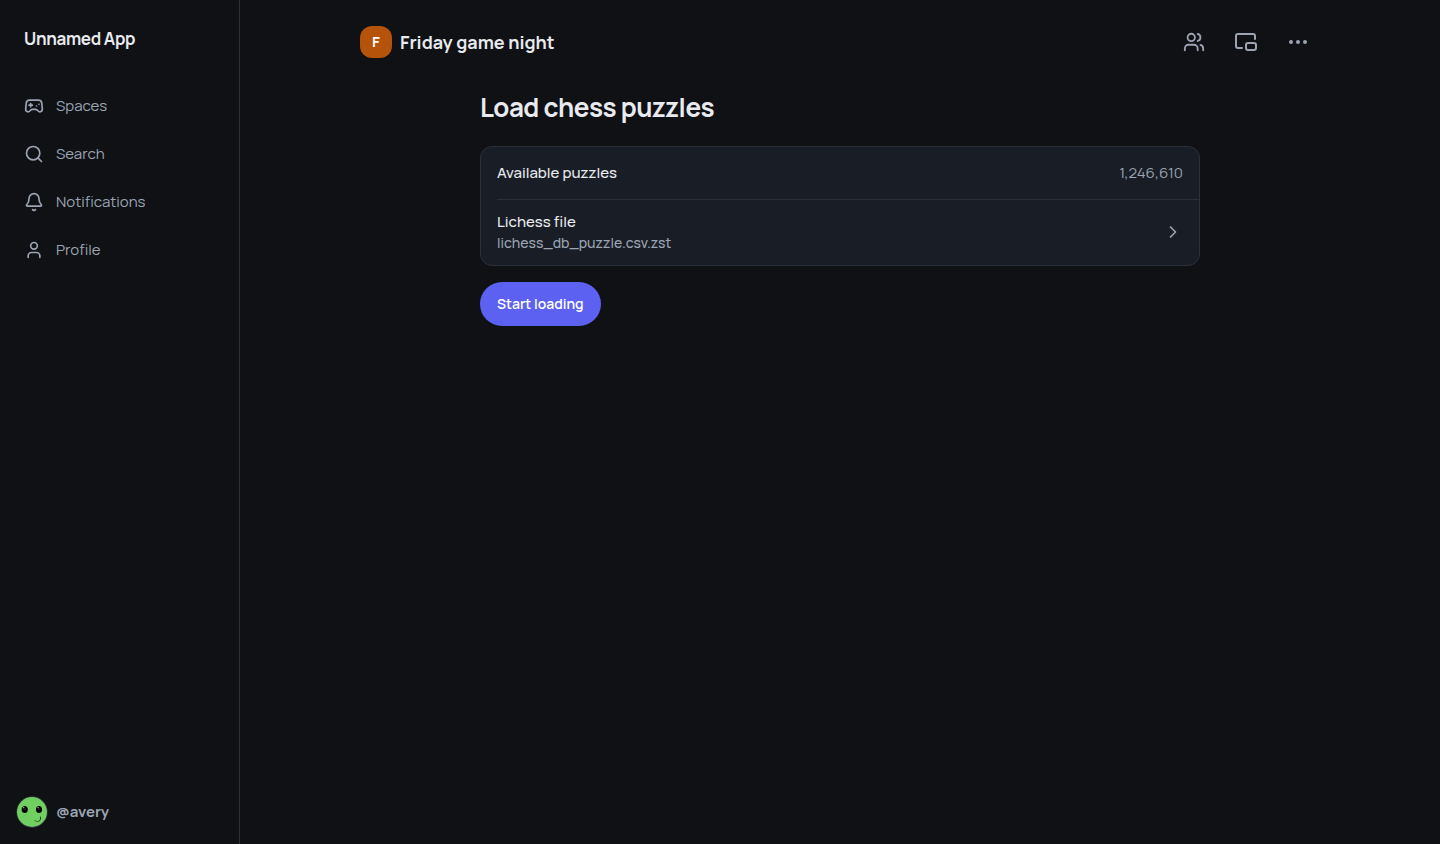 Unnamed App
Spaces
Search
Notifications
Profile
@avery
F Friday game night
Load chess puzzles
Available puzzles 1,246,610
Lichess file
lichess_db_puzzle.csv.zst
Start loading